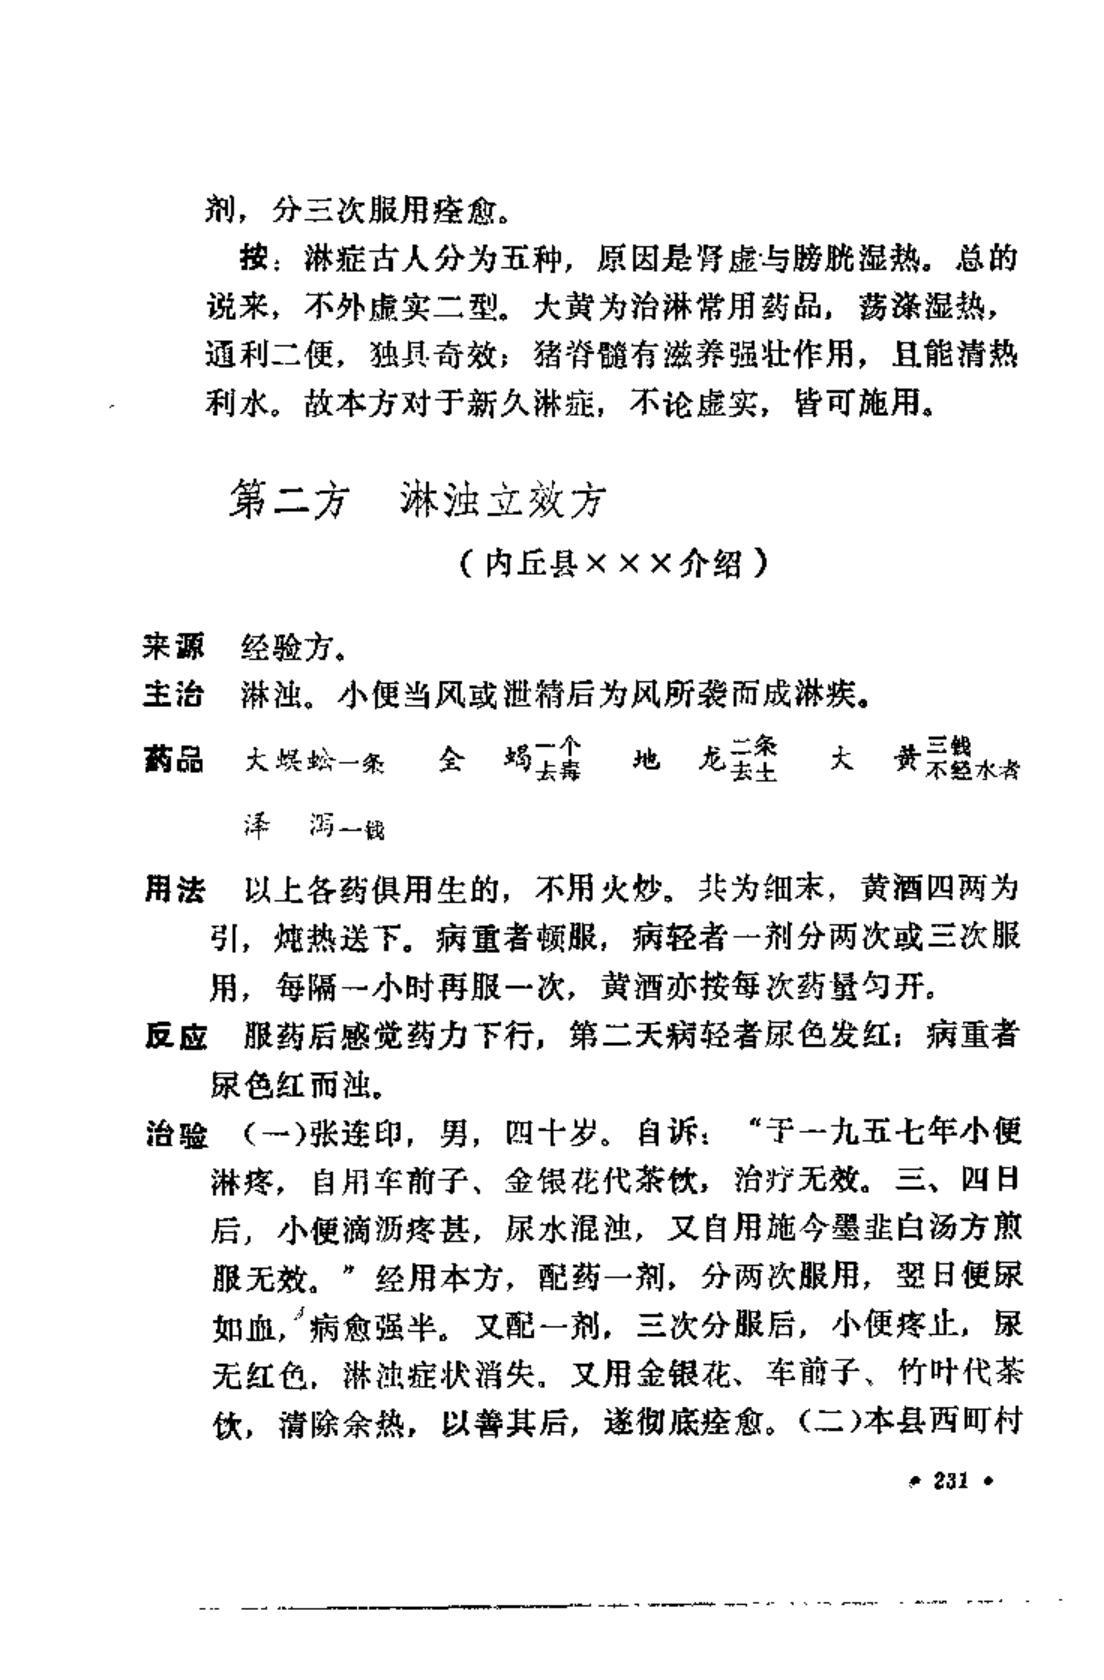 剂，分三次服用痊愈。
按：淋症古人分为五种，原因是肾虚与膀胱湿热。总的
说来，不外虚实二型。大黄为治淋常用药品，荡涤湿热，
通利二便，独具奇效；猪脊髓有滋养强壮作用，且能清热
利水。故本方对于新久淋症，不论虚实，皆可施用。
第二方　淋浊立效方
（内丘县×××介绍）
来源　经验方。
主治　淋浊。小便当风或泄精后为风所袭而成淋疾。
药品　大蜈蚣一条　全　蝎一个去毒　地　龙二条去土　大　黄三钱不经水者
泽　泻一钱
用法　以上各药俱用生的，不用火炒。共为细末，黄酒四两为
引，炖热送下。病重者顿服，病轻者一剂分两次或三次服
用，每隔一小时再服一次，黄酒亦按每次药量匀开。
反应　服药后感觉药力下行，第二天病轻者尿色发红；病重者
尿色红而浊。
治验　（一）张连印，男，四十岁。自诉：“于一九五七年小便
淋疼，自用车前子、金银花代茶饮，治疗无效。三、四日
后，小便滴沥疼甚，尿水混浊，又自用施今墨韭白汤方煎
服无效。”经用本方，配药一剂，分两次服用，翌日便尿
如血，病愈强半。又配一剂，三次分服后，小便疼止，尿
无红色，淋浊症状消失。又用金银花、车前子、竹叶代茶
饮，清除余热，以善其后，遂彻底痊愈。（二）本县西町村
• 231 •